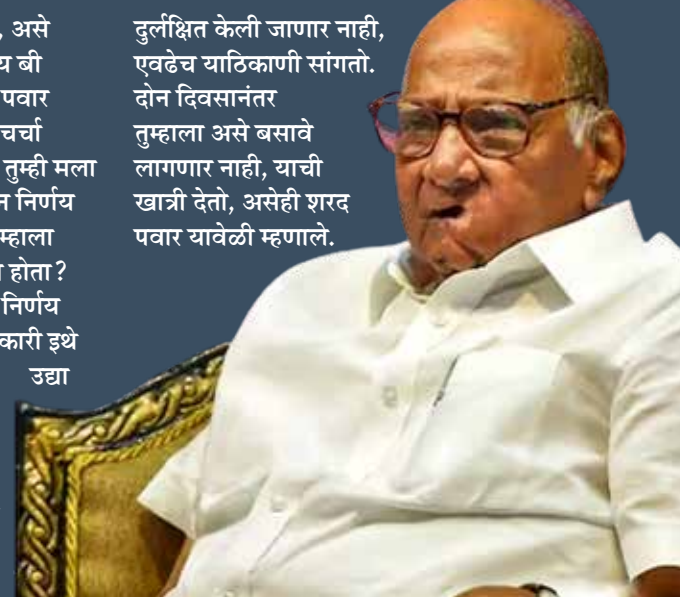 , असे
य बी
पवार
चर्चा
तुम्ही मला
न निर्णय
म्हाला
होता?
निर्णय
कारी इथे
उद्या
दुर्लक्षित केली जाणार नाही,
एवढेच याठिकाणी सांगतो.
दोन दिवसानंतर
तुम्हाला असे बसावे
लागणार नाही, याची
खात्री देतो, असेही शरद
पवार यावेळी म्हणाले.